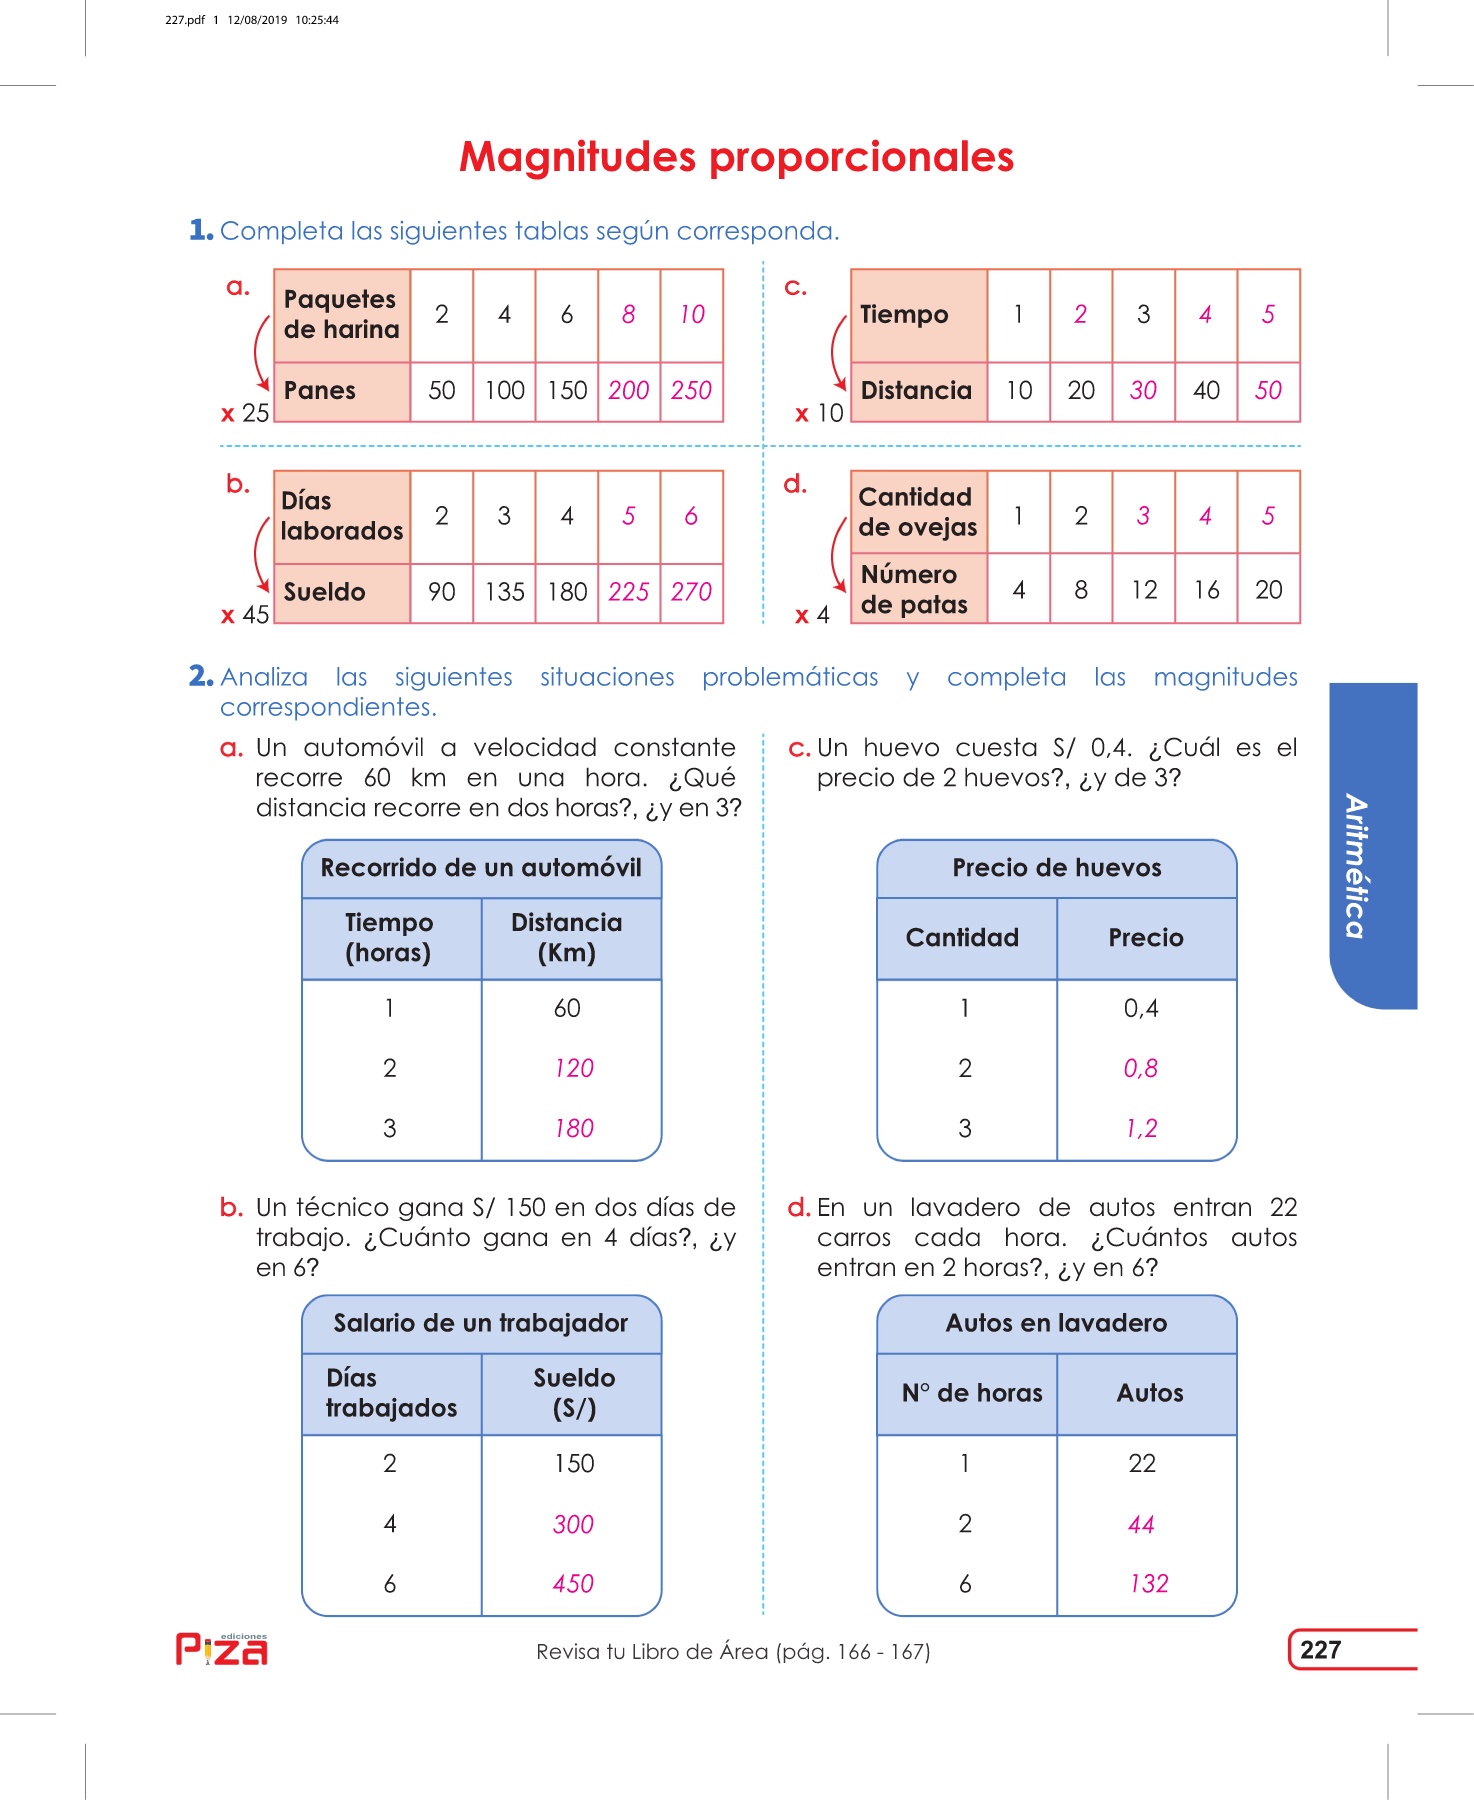 227.pdf 1 12/08/2019 10:25:44
Magnitudes proporcionales
1. Completa las siguientes tablas según corresponda.
a.
Paquetes de harina 2 4 6 8 10
Panes 50 100 150 200 250
x 25
c.
Tiempo 1 2 3 4 5
Distancia 10 20 30 40 50
x 10
b.
Días laborados 2 3 4 5 6
Sueldo 90 135 180 225 270
x 45
d.
Cantidad de ovejas 1 2 3 4 5
Número de patas 4 8 12 16 20
x 4
2. Analiza las siguientes situaciones problemáticas y completa las magnitudes
correspondientes.
a. Un automóvil a velocidad constante
recorre 60 km en una hora. ¿Qué
distancia recorre en dos horas?, ¿y en 3?
Recorrido de un automóvil
Tiempo (horas) Distancia (Km)
1 60
2 120
3 180
b. Un técnico gana S/ 150 en dos días de
trabajo. ¿Cuánto gana en 4 días?, ¿y
en 6?
Salario de un trabajador
Días trabajados Sueldo (S/)
2 150
4 300
6 450
c. Un huevo cuesta S/ 0,4. ¿Cuál es el
precio de 2 huevos?, ¿y de 3?
Precio de huevos
Cantidad Precio
1 0,4
2 0,8
3 1,2
d. En un lavadero de autos entran 22
carros cada hora. ¿Cuántos autos
entran en 2 horas?, ¿y en 6?
Autos en lavadero
N° de horas Autos
1 22
2 44
6 132
Aritmética
ediciones
Piza
Revisa tu Libro de Área (pág. 166 - 167)
227